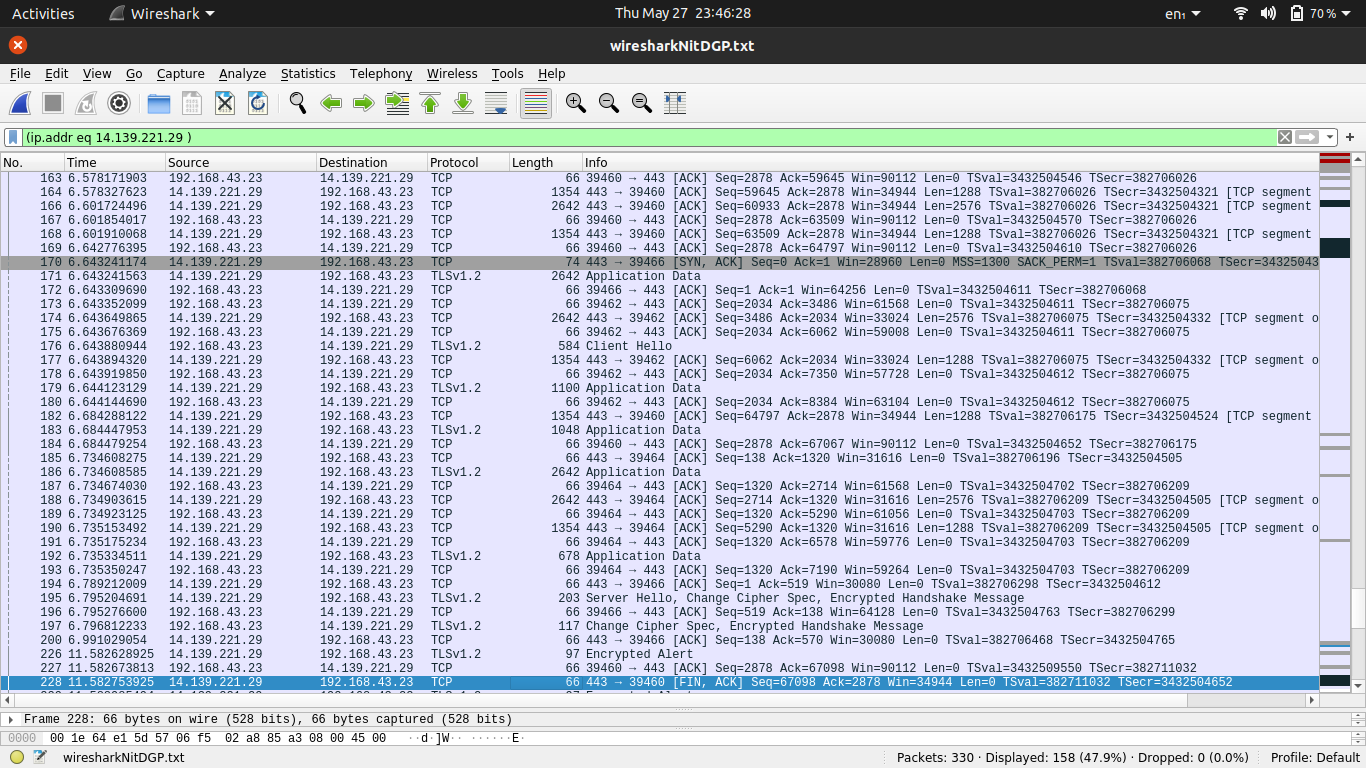 Activities Wireshark Thu May 27 23:46:28 en₁ 70 %
wiresharkNitDGP.txt
File Edit View Go Capture Analyze Statistics Telephony Wireless Tools Help
(ip.addr eq 14.139.221.29 )
No. Time Source Destination Protocol Length Info
163 6.578171903 192.168.43.23 14.139.221.29 TCP 66 39460 → 443 [ACK] Seq=2878 Ack=59645 Win=90112 Len=0 TSval=3432504546 TSecr=382706026
164 6.578327623 14.139.221.29 192.168.43.23 TCP 1354 443 → 39460 [ACK] Seq=59645 Ack=2878 Win=34944 Len=1288 TSval=382706026 TSecr=3432504321 [TCP segment
166 6.601724496 14.139.221.29 192.168.43.23 TCP 2642 443 → 39460 [ACK] Seq=60933 Ack=2878 Win=34944 Len=2576 TSval=382706026 TSecr=3432504321 [TCP segment
167 6.601854017 192.168.43.23 14.139.221.29 TCP 66 39460 → 443 [ACK] Seq=2878 Ack=63509 Win=90112 Len=0 TSval=3432504570 TSecr=382706026
168 6.601910068 14.139.221.29 192.168.43.23 TCP 1354 443 → 39460 [ACK] Seq=63509 Ack=2878 Win=34944 Len=1288 TSval=382706026 TSecr=3432504321 [TCP segment
169 6.642776395 192.168.43.23 14.139.221.29 TCP 66 39460 → 443 [ACK] Seq=2878 Ack=64797 Win=90112 Len=0 TSval=3432504610 TSecr=382706026
170 6.643241174 14.139.221.29 192.168.43.23 TCP 74 443 → 39466 [SYN, ACK] Seq=0 Ack=1 Win=28960 Len=0 MSS=1300 SACK_PERM=1 TSval=382706068 TSecr=34325043
171 6.643241563 14.139.221.29 192.168.43.23 TLSv1.2 2642 Application Data
172 6.643309690 192.168.43.23 14.139.221.29 TCP 66 39466 → 443 [ACK] Seq=1 Ack=1 Win=64256 Len=0 TSval=3432504611 TSecr=382706068
173 6.643352099 192.168.43.23 14.139.221.29 TCP 66 39462 → 443 [ACK] Seq=2034 Ack=3486 Win=61568 Len=0 TSval=3432504611 TSecr=382706075
174 6.643649865 14.139.221.29 192.168.43.23 TCP 2642 443 → 39462 [ACK] Seq=3486 Ack=2034 Win=33024 Len=2576 TSval=382706075 TSecr=3432504332 [TCP segment o
175 6.643676369 192.168.43.23 14.139.221.29 TCP 66 39462 → 443 [ACK] Seq=2034 Ack=6062 Win=59008 Len=0 TSval=3432504611 TSecr=382706075
176 6.643880944 192.168.43.23 14.139.221.29 TLSv1.2 584 Client Hello
177 6.643894320 14.139.221.29 192.168.43.23 TCP 1354 443 → 39462 [ACK] Seq=6062 Ack=2034 Win=33024 Len=1288 TSval=382706075 TSecr=3432504332 [TCP segment o
178 6.643919850 192.168.43.23 14.139.221.29 TCP 66 39462 → 443 [ACK] Seq=2034 Ack=7350 Win=57728 Len=0 TSval=3432504612 TSecr=382706075
179 6.644123129 14.139.221.29 192.168.43.23 TLSv1.2 1100 Application Data
180 6.644144690 192.168.43.23 14.139.221.29 TCP 66 39462 → 443 [ACK] Seq=2034 Ack=8384 Win=63104 Len=0 TSval=3432504612 TSecr=382706075
182 6.684288122 14.139.221.29 192.168.43.23 TCP 1354 443 → 39460 [ACK] Seq=64797 Ack=2878 Win=34944 Len=1288 TSval=382706175 TSecr=3432504524 [TCP segment
183 6.684447953 14.139.221.29 192.168.43.23 TLSv1.2 1048 Application Data
184 6.684479254 192.168.43.23 14.139.221.29 TCP 66 39460 → 443 [ACK] Seq=2878 Ack=67067 Win=90112 Len=0 TSval=3432504652 TSecr=382706175
185 6.734608275 14.139.221.29 192.168.43.23 TCP 66 443 → 39464 [ACK] Seq=138 Ack=1320 Win=31616 Len=0 TSval=382706196 TSecr=3432504505
186 6.734608585 14.139.221.29 192.168.43.23 TLSv1.2 2642 Application Data
187 6.734674030 192.168.43.23 14.139.221.29 TCP 66 39464 → 443 [ACK] Seq=1320 Ack=2714 Win=61568 Len=0 TSval=3432504702 TSecr=382706209
188 6.734903615 14.139.221.29 192.168.43.23 TCP 2642 443 → 39464 [ACK] Seq=2714 Ack=1320 Win=31616 Len=2576 TSval=382706209 TSecr=3432504505 [TCP segment o
189 6.734923125 192.168.43.23 14.139.221.29 TCP 66 39464 → 443 [ACK] Seq=1320 Ack=5290 Win=61056 Len=0 TSval=3432504703 TSecr=382706209
190 6.735153492 14.139.221.29 192.168.43.23 TCP 1354 443 → 39464 [ACK] Seq=5290 Ack=1320 Win=31616 Len=1288 TSval=382706209 TSecr=3432504505 [TCP segment o
191 6.735175234 192.168.43.23 14.139.221.29 TCP 66 39464 → 443 [ACK] Seq=1320 Ack=6578 Win=59776 Len=0 TSval=3432504703 TSecr=382706209
192 6.735334511 14.139.221.29 192.168.43.23 TLSv1.2 678 Application Data
193 6.735350247 192.168.43.23 14.139.221.29 TCP 66 39464 → 443 [ACK] Seq=1320 Ack=7190 Win=59264 Len=0 TSval=3432504703 TSecr=382706209
194 6.789212009 14.139.221.29 192.168.43.23 TCP 66 443 → 39466 [ACK] Seq=1 Ack=519 Win=30080 Len=0 TSval=382706298 TSecr=3432504612
195 6.795204691 14.139.221.29 192.168.43.23 TLSv1.2 203 Server Hello, Change Cipher Spec, Encrypted Handshake Message
196 6.795276600 192.168.43.23 14.139.221.29 TCP 66 39466 → 443 [ACK] Seq=519 Ack=138 Win=64128 Len=0 TSval=3432504763 TSecr=382706299
197 6.796812233 192.168.43.23 14.139.221.29 TLSv1.2 117 Change Cipher Spec, Encrypted Handshake Message
200 6.991029054 14.139.221.29 192.168.43.23 TCP 66 443 → 39466 [ACK] Seq=138 Ack=570 Win=30080 Len=0 TSval=382706468 TSecr=3432504765
226 11.582628925 14.139.221.29 192.168.43.23 TLSv1.2 97 Encrypted Alert
227 11.582673813 192.168.43.23 14.139.221.29 TCP 66 39460 → 443 [ACK] Seq=2878 Ack=67098 Win=90112 Len=0 TSval=3432509550 TSecr=382711032
228 11.582753925 14.139.221.29 192.168.43.23 TCP 66 443 → 39460 [FIN, ACK] Seq=67098 Ack=2878 Win=34944 Len=0 TSval=382711032 TSecr=3432504652
Frame 228: 66 bytes on wire (528 bits), 66 bytes captured (528 bits)
0000 00 1e 64 e1 5d 57 06 f5 02 a8 85 a3 08 00 45 00 ··d·]W·· ······E·
wiresharkNitDGP.txt Packets: 330 · Displayed: 158 (47.9%) · Dropped: 0 (0.0%) Profile: Default